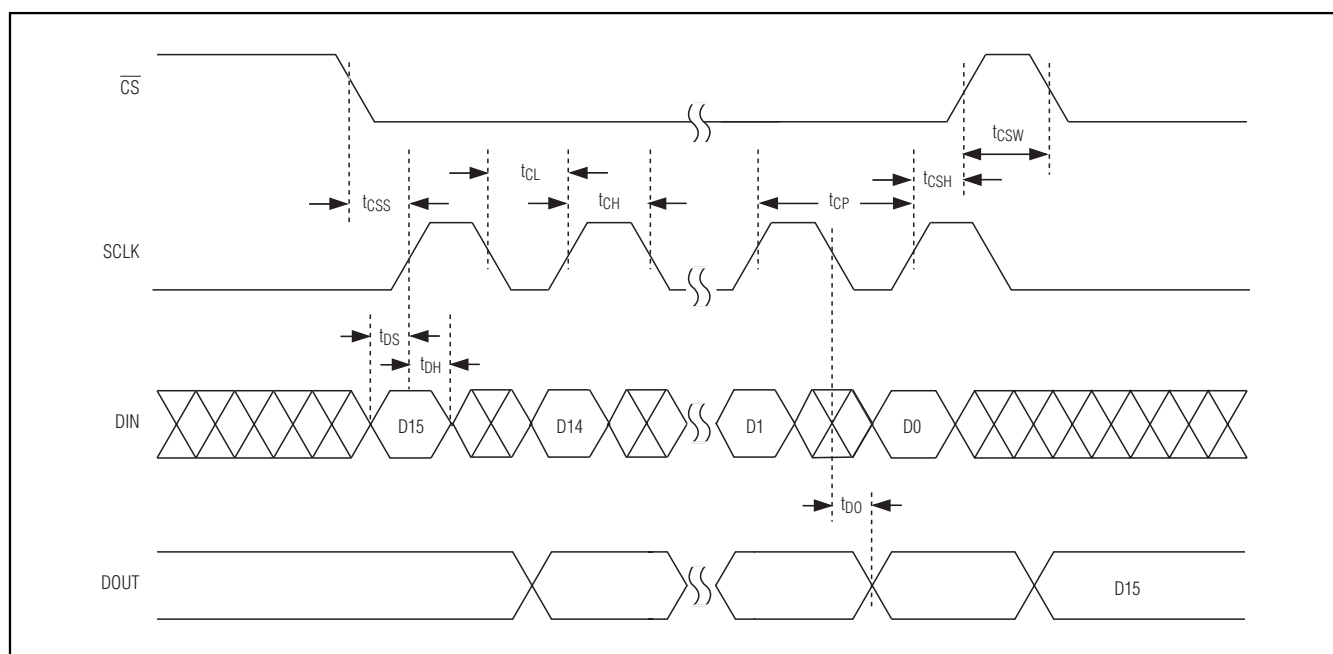 CS
tCSW
tCL
tCSH
tCSS
tCH
tCP
SCLK
tDS
tDH
DIN
D15
D14
D1
D0
tDO
DOUT
D15